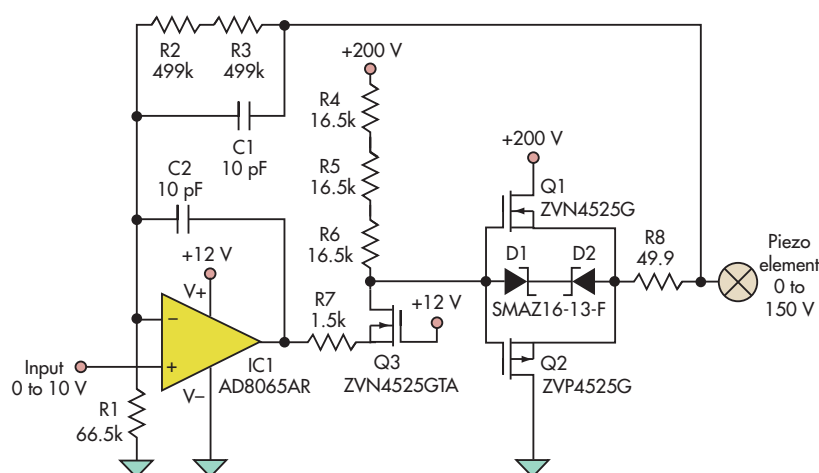 R2
499k
R3
499k
C1
10 pF
C2
10 pF
+12 V
V+
−
+
V−
Input
0 to 10 V
R1
66.5k
IC1
AD8065AR
R7
1.5k
+200 V
R4
16.5k
R5
16.5k
R6
16.5k
+12 V
Q3
ZVN4525GTA
+200 V
Q1
ZVN4525G
D1
D2
SMAZ16-13-F
Q2
ZVP4525G
R8
49.9
Piezo
element
0 to
150 V